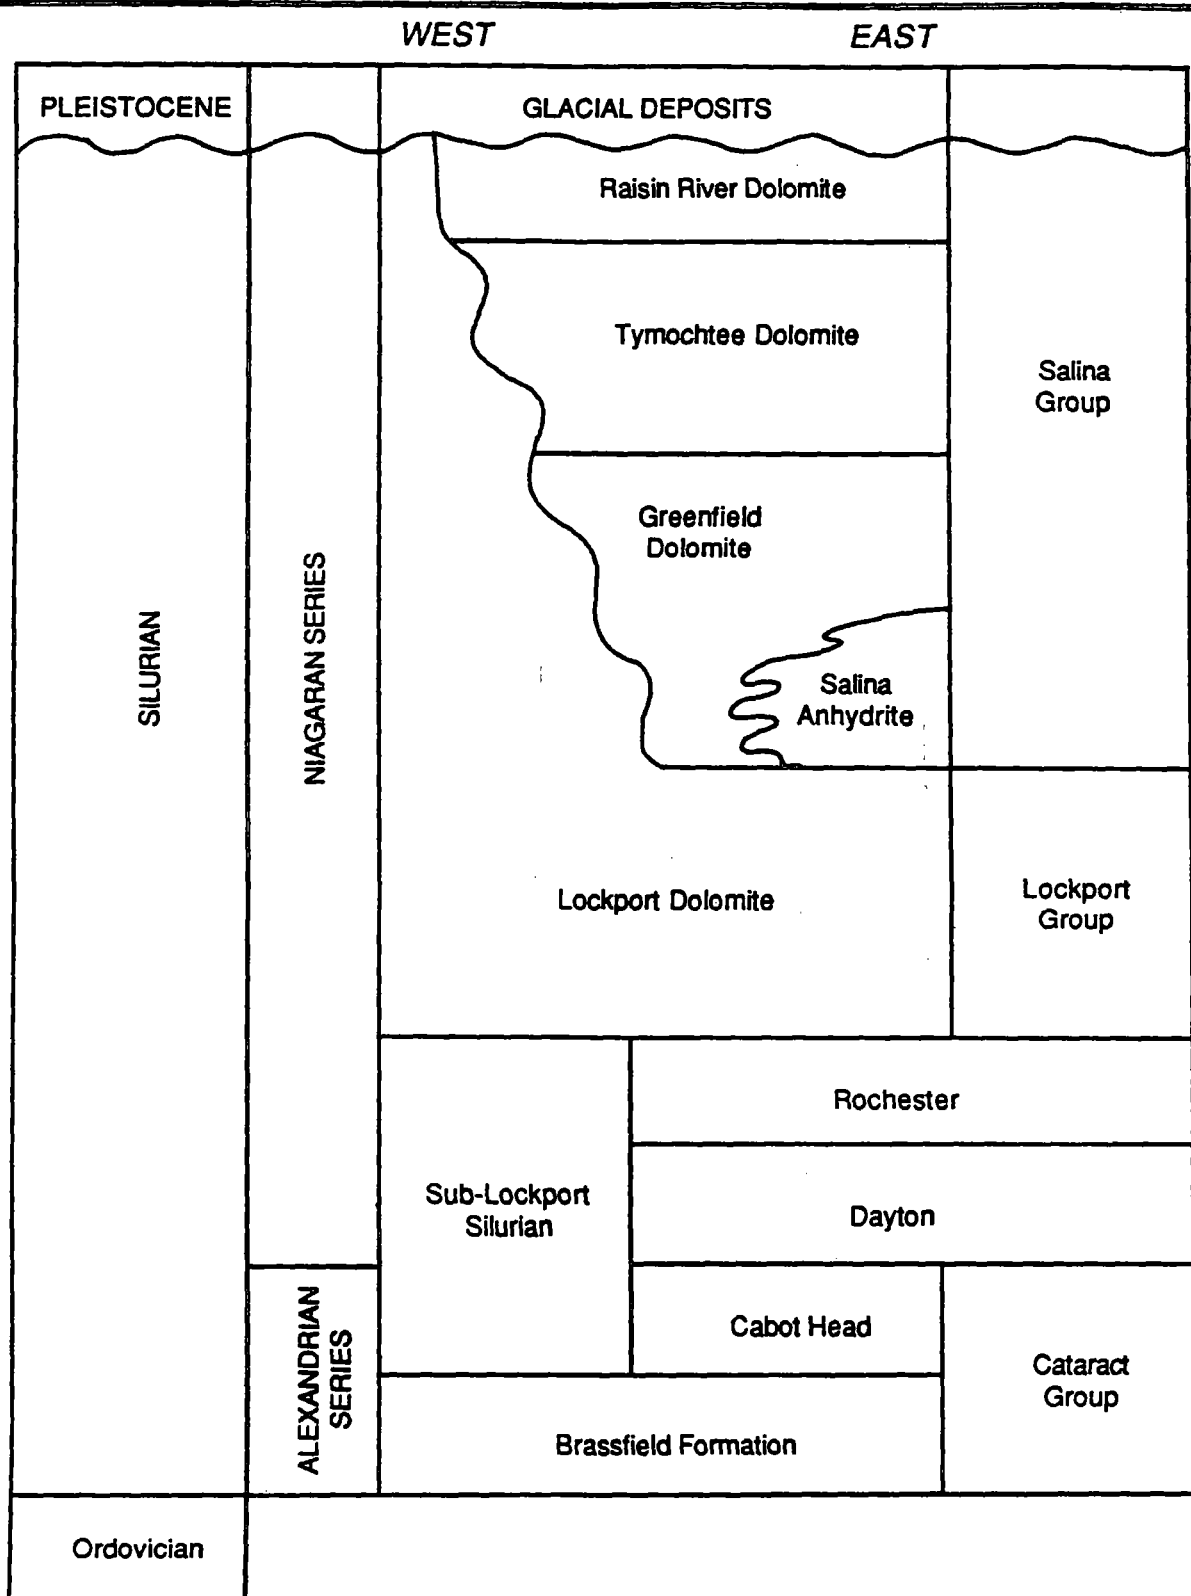 WEST
EAST
PLEISTOCENE
GLACIAL DEPOSITS
Raisin River Dolomite
Tymochtee Dolomite
Salina
Group
Greenfield
Dolomite
SILURIAN
NIAGARAN SERIES
Salina
Anhydrite
Lockport Dolomite
Lockport
Group
Rochester
Sub-Lockport
Silurian
Dayton
ALEXANDRIAN
SERIES
Cabot Head
Cataract
Group
Brassfield Formation
Ordovician